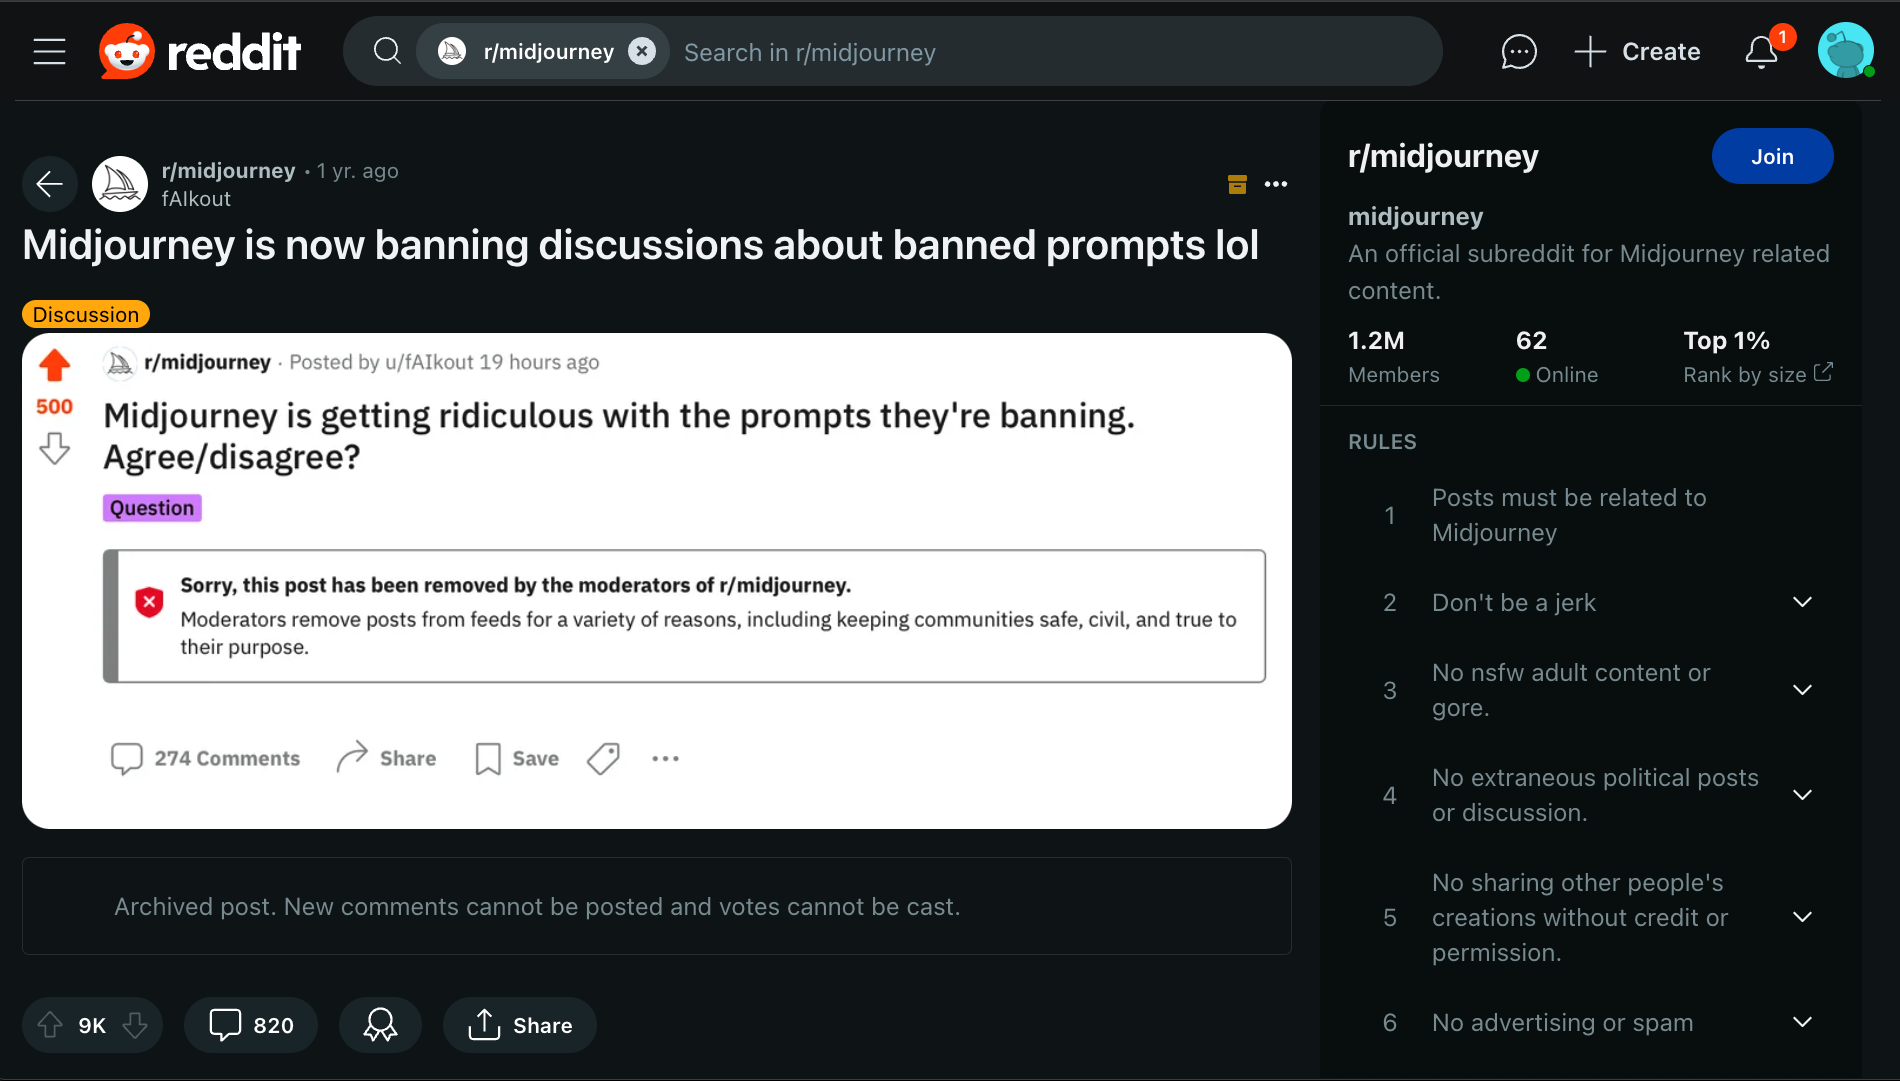 reddit
r/midjourney
Search in r/midjourney
Create
1
r/midjourney • 1 yr. ago
fAIkout
Midjourney is now banning discussions about banned prompts lol
Discussion
r/midjourney · Posted by u/fAIkout 19 hours ago
500
Midjourney is getting ridiculous with the prompts they're banning.
Agree/disagree?
Question
Sorry, this post has been removed by the moderators of r/midjourney.
Moderators remove posts from feeds for a variety of reasons, including keeping communities safe, civil, and true to
their purpose.
274 Comments
Share
Save
Archived post. New comments cannot be posted and votes cannot be cast.
9K
820
Share
r/midjourney
Join
midjourney
An official subreddit for Midjourney related
content.
1.2M
Members
62
Online
Top 1%
Rank by size
RULES
1
Posts must be related to
Midjourney
2
Don't be a jerk
3
No nsfw adult content or
gore.
4
No extraneous political posts
or discussion.
5
No sharing other people's
creations without credit or
permission.
6
No advertising or spam